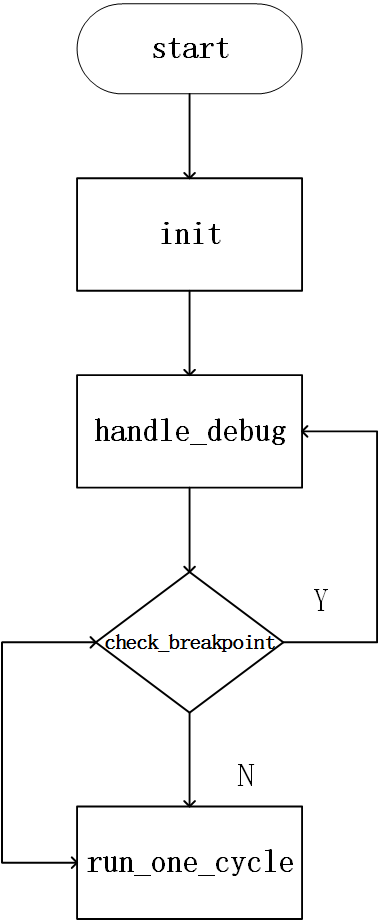 start
init
handle_debug
Y
check_breakpoint
N
run_one_cycle